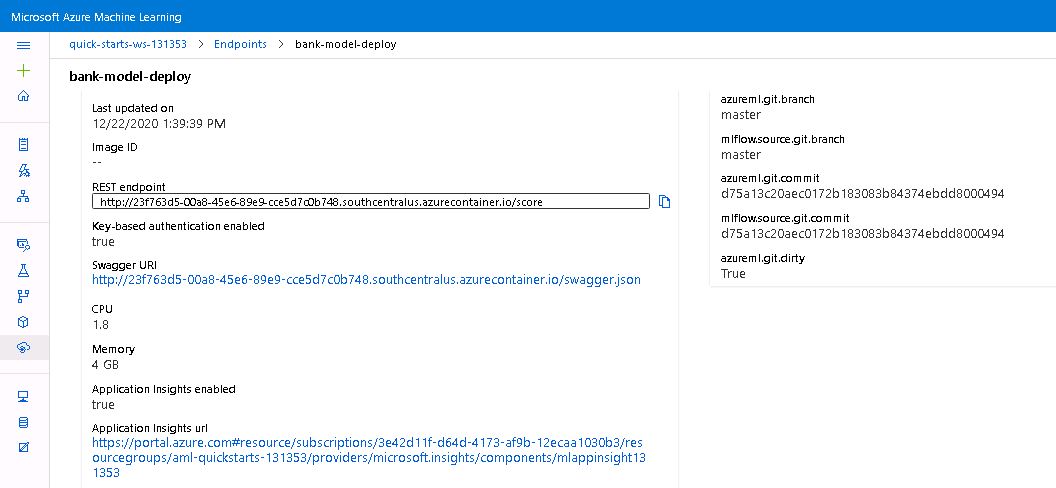 Microsoft Azure Machine Learning
quick-starts-ws-131353 > Endpoints > bank-model-deploy
bank-model-deploy
Last updated on
12/22/2020 1:39:39 PM
Image ID
--
REST endpoint
http://23f763d5-00a8-45e6-89e9-cce5d7c0b748.southcentralus.azurecontainer.io/score
Key-based authentication enabled
true
Swagger URI
http://23f763d5-00a8-45e6-89e9-cce5d7c0b748.southcentralus.azurecontainer.io/swagger.json
CPU
1.8
Memory
4 GB
Application Insights enabled
true
Application Insights url
https://portal.azure.com#resource/subscriptions/3e42d11f-d64d-4173-af9b-12ecaa1030b3/res
ourcegroups/aml-quickstarts-131353/providers/microsoft.insights/components/mlappinsight13
1353
azureml.git.branch
master
mlflow.source.git.branch
master
azureml.git.commit
d75a13c20aec0172b183083b84374ebdd8000494
mlflow.source.git.commit
d75a13c20aec0172b183083b84374ebdd8000494
azureml.git.dirty
True